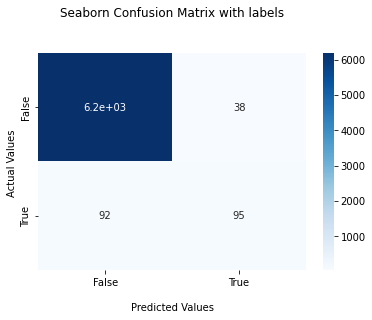 Seaborn Confusion Matrix with labels
6.2e+03
38
92
95
False
True
Actual Values
False
True
Predicted Values
6000
5000
4000
3000
2000
1000